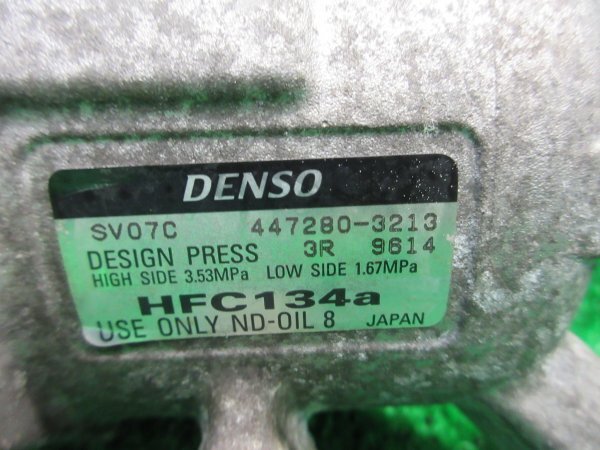 DENSO
SV07C 447280-3213
DESIGN PRESS 3R 9614
HIGH SIDE 3.53MPa LOW SIDE 1.67MPa
HFC134a
USE ONLY ND-OIL 8 JAPAN